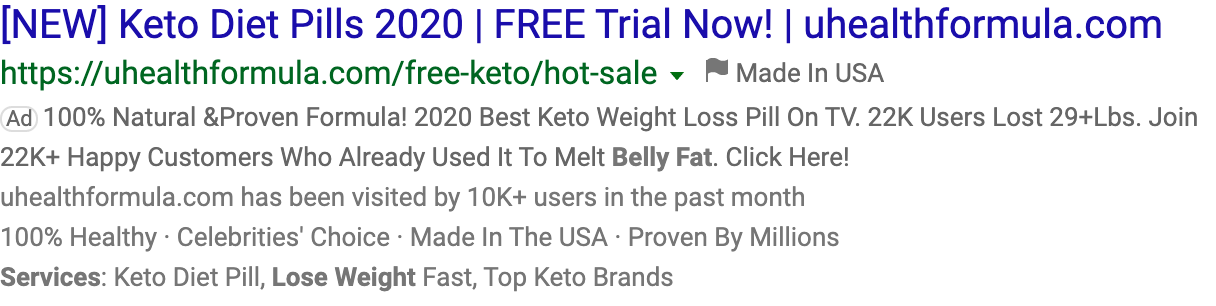 [NEW] Keto Diet Pills 2020 | FREE Trial Now! | uhealthformula.com
https://uhealthformula.com/free-keto/hot-sale Made In USA
Ad 100% Natural &Proven Formula! 2020 Best Keto Weight Loss Pill On TV. 22K Users Lost 29+Lbs. Join
22K+ Happy Customers Who Already Used It To Melt Belly Fat. Click Here!
uhealthformula.com has been visited by 10K+ users in the past month
100% Healthy · Celebrities' Choice · Made In The USA · Proven By Millions
Services: Keto Diet Pill, Lose Weight Fast, Top Keto Brands